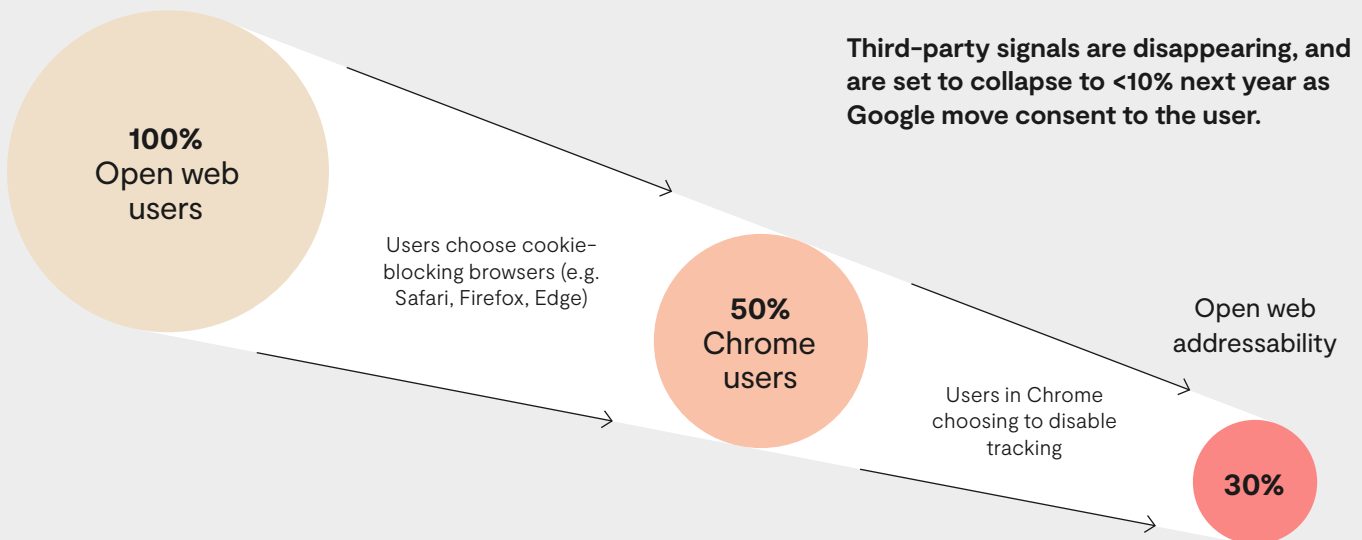 Third-party signals are disappearing, and
are set to collapse to <10% next year as
Google move consent to the user.
100%
Open web
users
Users choose cookie-
blocking browsers (e.g.
Safari, Firefox, Edge)
50%
Chrome
users
Users in Chrome
choosing to disable
tracking
Open web
addressability
30%